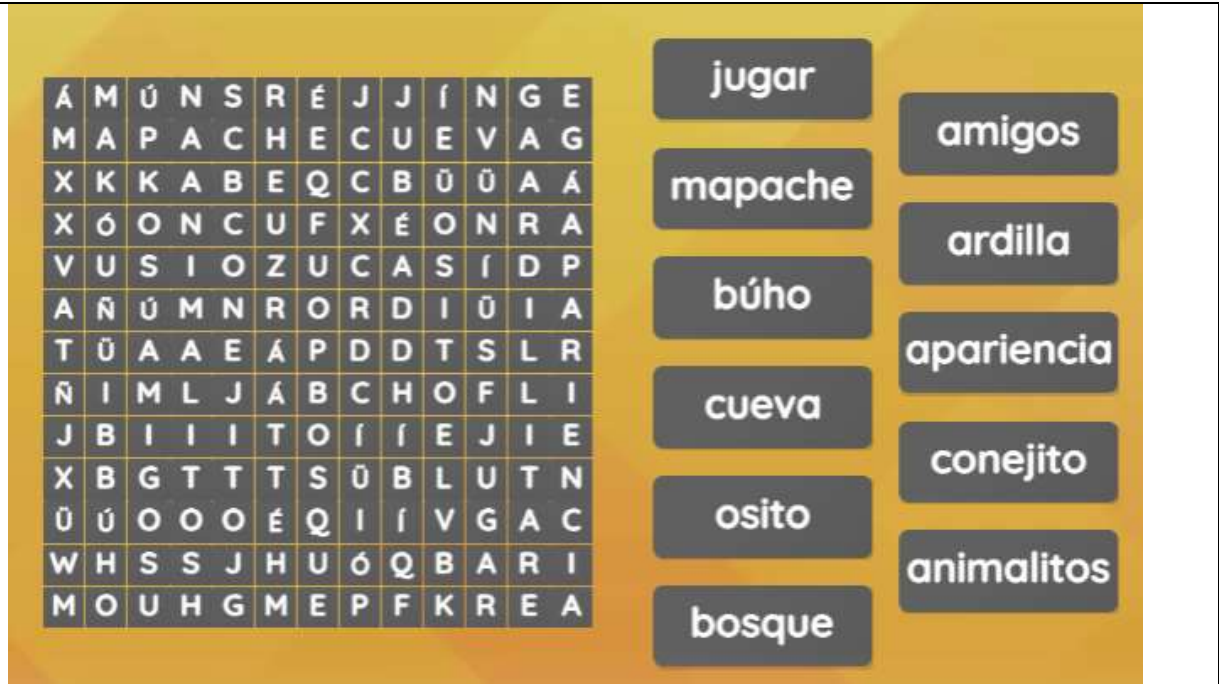 Á M Ú N S R É J J Í N G E
M A P A C H E C U E V A G
X K K A B E Q C B Ü Ü A Á
X Ó O N C U F X É O N R A
V U S I O Z U C A S Í D P
A Ñ Ú M N R O R D I Ü I A
T Ü A A E Á P D D T S L R
Ñ I M L J Á B C H O F L I
J B I I I T O Í Í E J I E
X B G T T T S Ü B L U T N
Ü Ú O O O É Q I Í V G A C
W H S S J H U Ó Q B A R I
M O U H G M E P F K R E A
jugar
mapache
búho
cueva
osito
bosque
amigos
ardilla
apariencia
conejito
animalitos